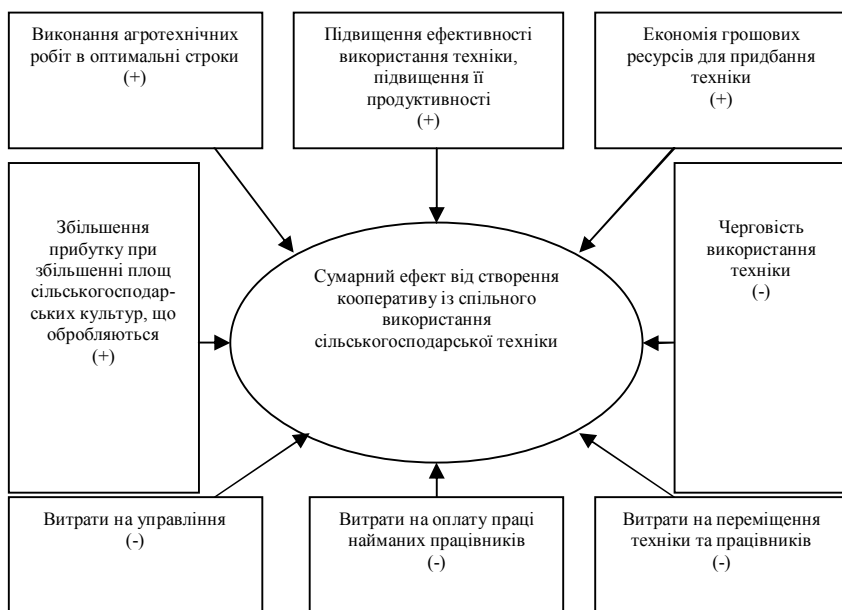 Виконання агротехнічних
робіт в оптимальні строки
(+)
Підвищення ефективності
використання техніки,
підвищення її
продуктивності
(+)
Економія грошових
ресурсів для придбання
техніки
(+)
Збільшення
прибутку при
збільшенні площ
сільськогосподар-
ських культур, що
обробляються
(+)
Сумарний ефект від створення
кооперативу із спільного
використання
сільськогосподарської техніки
Черговість
використання
техніки
(-)
Витрати на управління
(-)
Витрати на оплату праці
найманих працівників
(-)
Витрати на переміщення
техніки та працівників
(-)